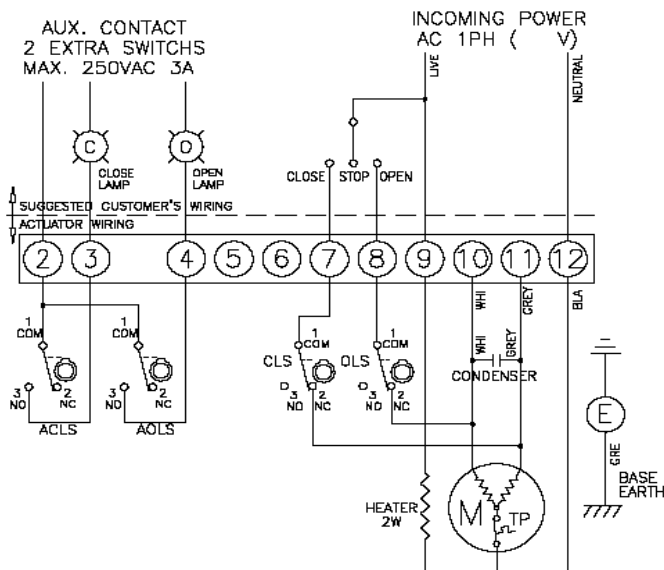 AUX. CONTACT
2 EXTRA SWITCHS
MAX. 250VAC 3A
INCOMING POWER
AC 1PH ( V)
LIVE
NEUTRAL
C
O
CLOSE
LAMP
OPEN
LAMP
CLOSE STOP OPEN
SUGGESTED CUSTOMER'S WIRING
ACTUATOR WIRING
2 3 4 5 6 7 8 9 10 11 12
WHI
GREY
BLA
1
COM
3
NO
2
NC
ACLS
1
COM
3
NO
2
NC
AOLS
CLS
1
COM
3
NO
2
NC
OLS
1
COM
3
NO
2
NC
WHI
GREY
CONDENSER
HEATER
2W
M
TP
E
GRE
BASE
EARTH